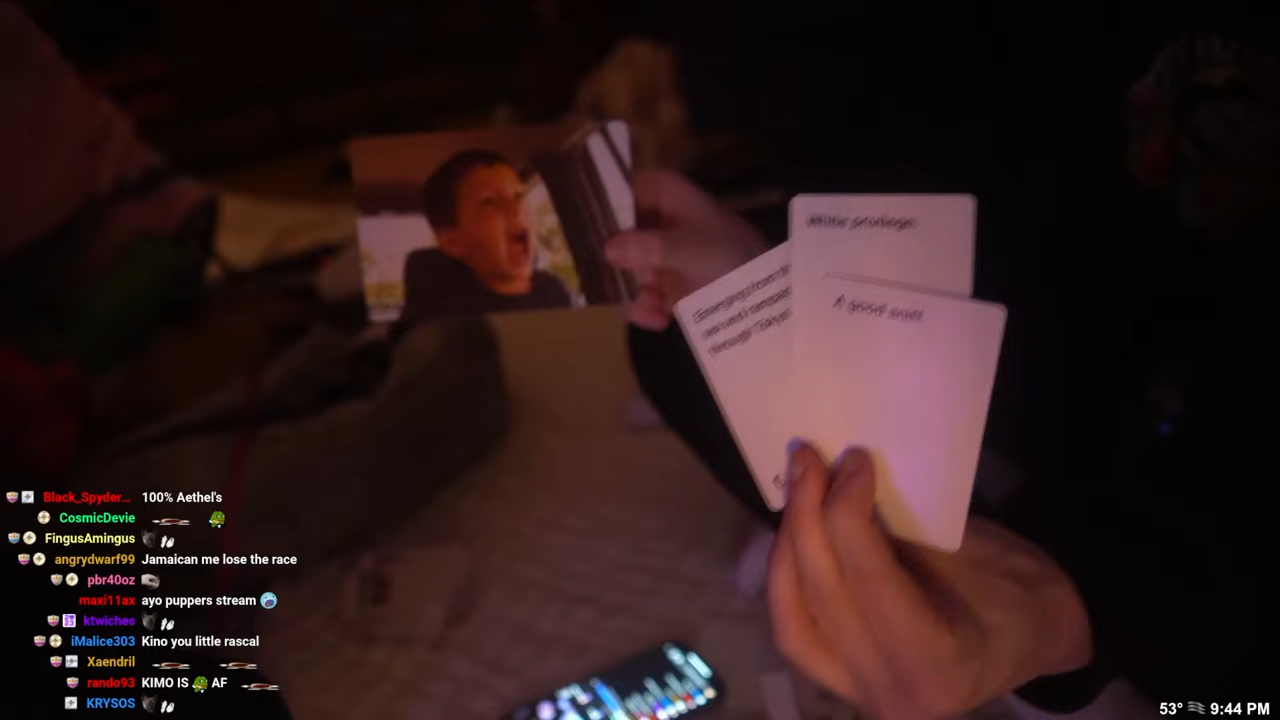 White privilege.
A good sniff.
Black_Spyder... 100% Aethel's
CosmicDevie
FingusAmingus
angrydwarf99 Jamaican me lose the race
pbr40oz
maxi11ax ayo puppers stream
ktwiches
iMalice303 Kino you little rascal
Xaendril
rando93 KIMO IS AF
KRYSOS
53° 9:44 PM